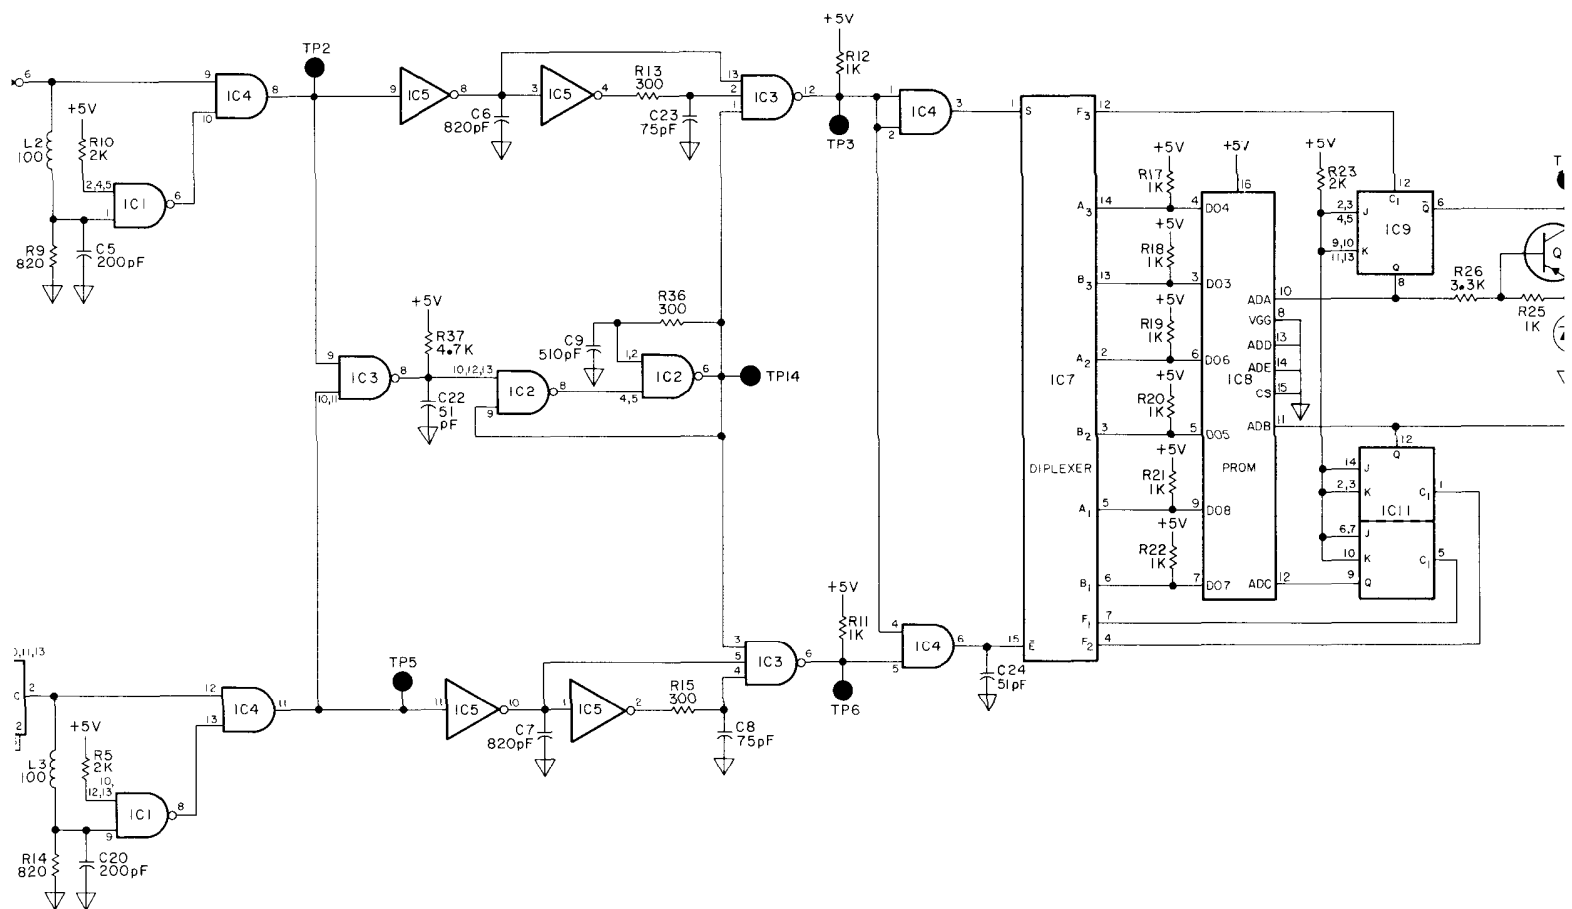 +5V
R12
1K
TP2
6
9
IC4
8
10
+5V
R10
2K
L2
100
2,4,5
IC1
6
1
R9
820
C5
200pF
9
IC5
8
C6
820pF
3
IC5
4
R13
300
C23
75pF
13
2
1
IC3
12
TP3
1
2
IC4
3
1
S
F3
12
+5V
R17
1K
A3
14
4
DO4
+5V
R18
1K
B3
13
3
DO3
+5V
R19
1K
A2
2
6
DO6
+5V
R20
1K
B2
3
5
DO5
+5V
R21
1K
A1
5
9
DO8
+5V
R22
1K
B1
6
7
DO7
F1
7
F2
4
15
E̅
IC7
DIPLEXER
+5V
16
IC8
PROM
ADA
10
VGG
8
ADD
13
ADE
14
CS
15
ADB
11
ADC
12
+5V
R23
2K
2,3
4,5
J
9,10
11,13
K
C1
12
Q̅
6
IC9
Q
8
T
Q
R26
3.3K
R25
1K
12
Q
14
J
2,3
K
C1
1
IC11
6,7
J
10
K
C1
5
9
Q
+5V
R37
4.7K
9
10,11
IC3
8
C22
51
pF
10,12,13
9
IC2
8
C9
510pF
R36
300
1,2
4,5
IC2
6
TP14
+5V
R11
1K
3
5
4
IC3
6
TP6
4
5
IC4
6
C24
51pF
0,11,13
C
2
2
12
13
IC4
11
TP5
11
IC5
10
C7
820pF
1
IC5
2
R15
300
C8
75pF
+5V
R5
2K
L3
100
10,
12,13
9
IC1
8
R14
820
C20
200pF